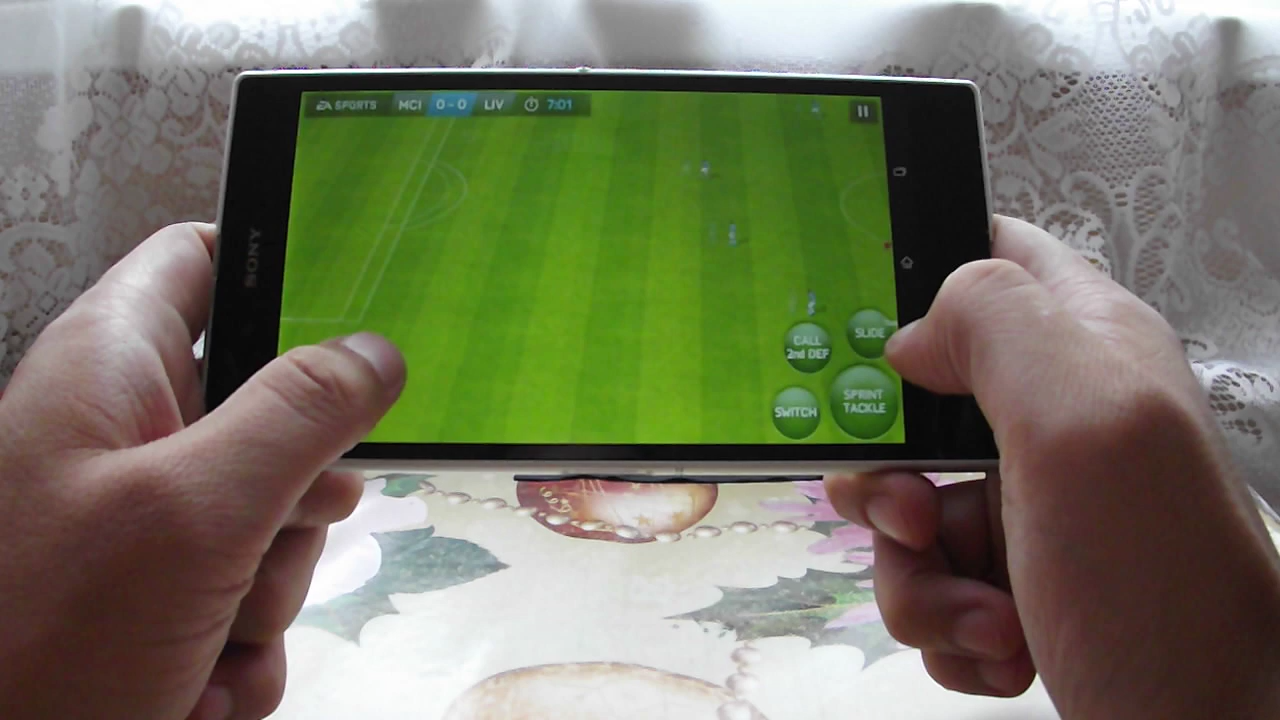 EA SPORTS MCI 0 - 0 LIV 7:01
SONY
CALL
2nd DEF
SLIDE
SWITCH
SPRINT
TACKLE